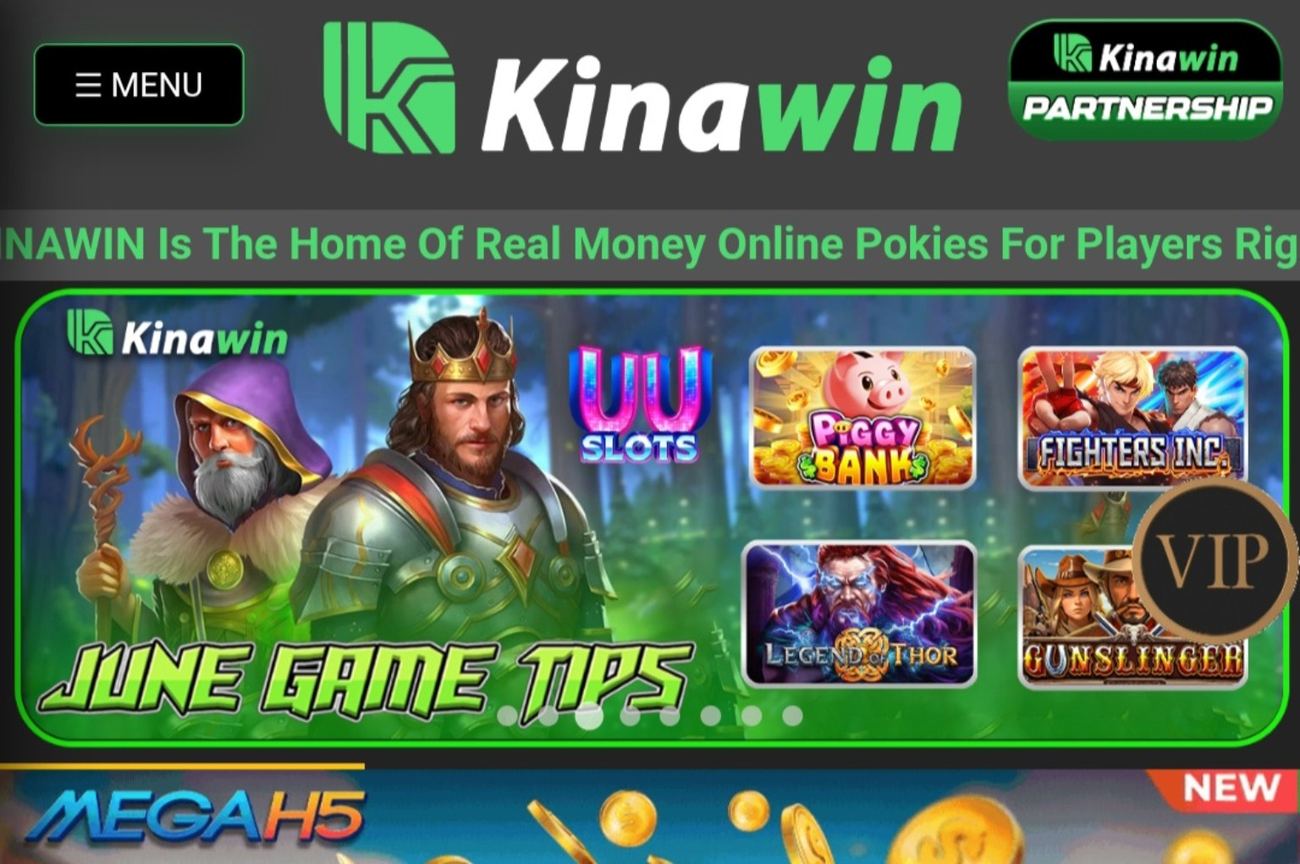 ☰ MENU
Kinawin
Kinawin
PARTNERSHIP
INAWIN Is The Home Of Real Money Online Pokies For Players Rig
Kinawin
UU
SLOTS
PIGGY
BANK
FIGHTERS INC.
VIP
LEGEND OF THOR
GUNSLINGER
JUNE GAME TIPS
MEGAH5
NEW